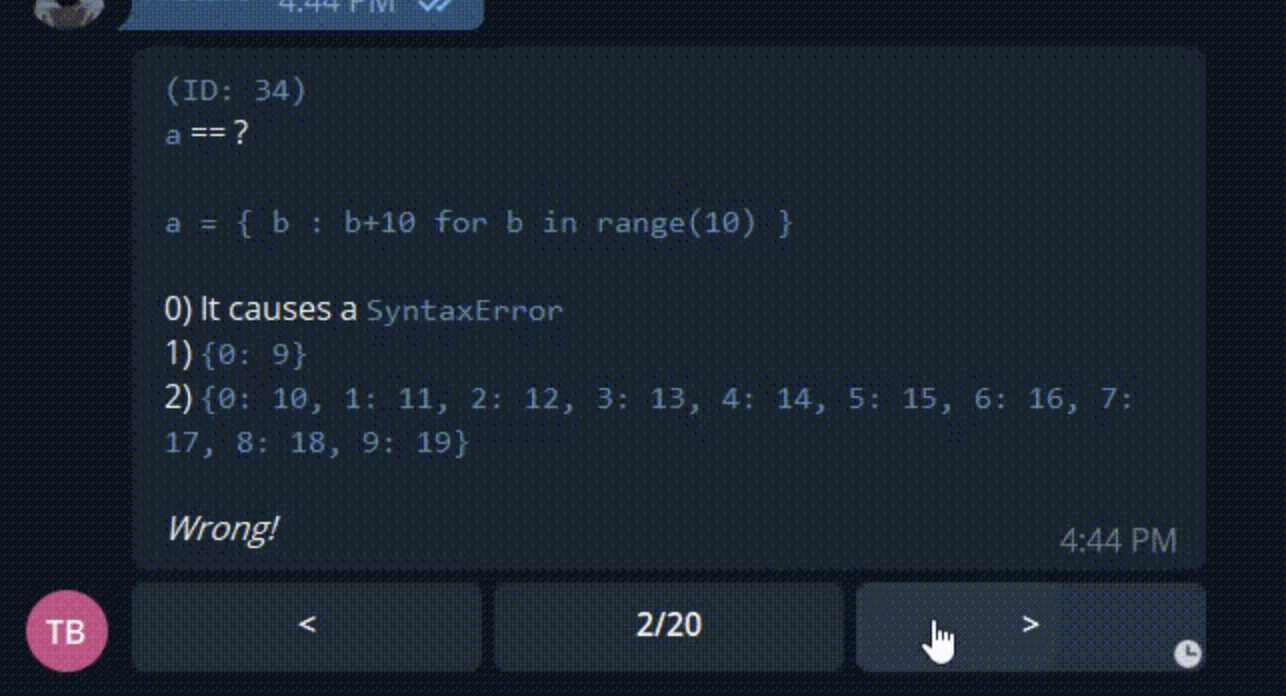 4:44 PM
(ID: 34)
a == ?
a = { b : b+10 for b in range(10) }
0) It causes a SyntaxError
1) {0: 9}
2) {0: 10, 1: 11, 2: 12, 3: 13, 4: 14, 5: 15, 6: 16, 7:
17, 8: 18, 9: 19}
Wrong!
4:44 PM
TB
<
2/20
>